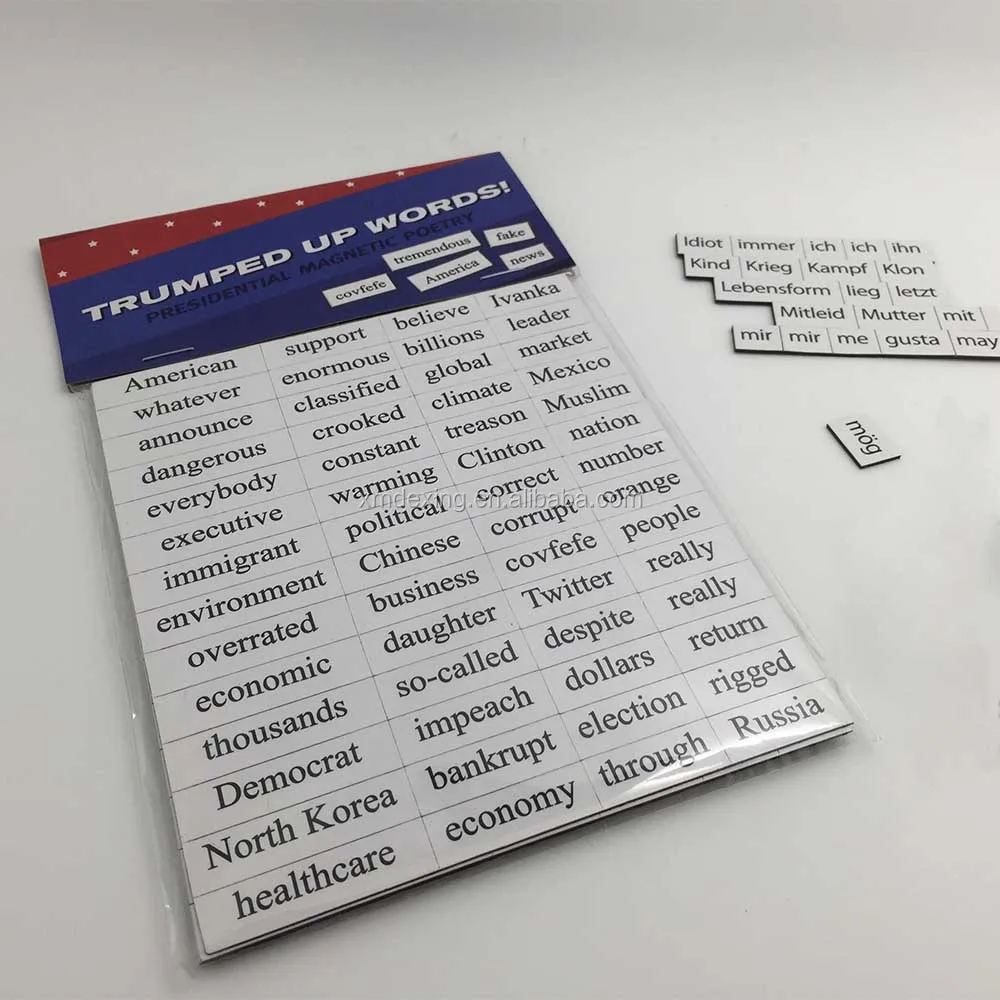 TRUMPED UP WORDS!
PRESIDENTIAL MAGNETIC POETRY
tremendous fake
covfefe America news
American support believe Ivanka
whatever enormous billions leader
announce classified global market
dangerous crooked climate Mexico
everybody constant treason Muslim
executive warming Clinton nation
immigrant political correct number
environment Chinese corrupt orange
overrated business covfefe people
economic daughter Twitter really
thousands so-called despite really
Democrat impeach dollars return
North Korea bankrupt election rigged
healthcare economy through Russia
xmdexing.en.alibaba.com
Idiot immer ich ich ihn
Kind Krieg Kampf Klon
Lebensform lieg letzt
Mitleid Mutter mit
mir mir me gusta may
mög